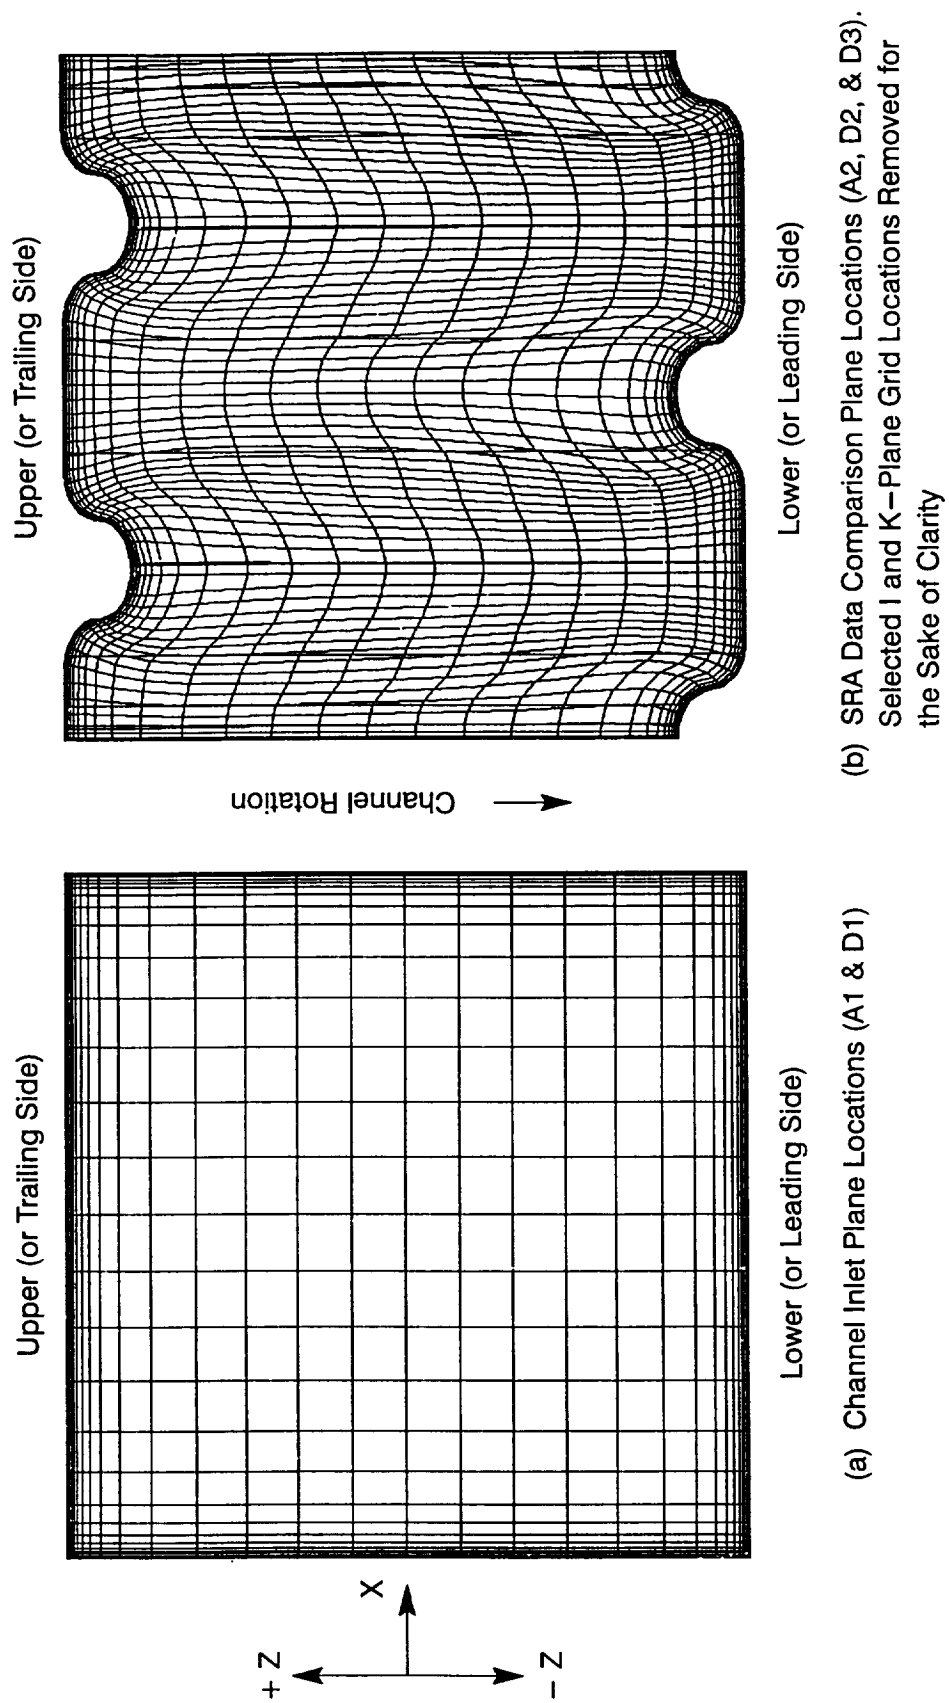 Upper (or Trailing Side)
+ Z
X
– Z
Lower (or Leading Side)
(a) Channel Inlet Plane Locations (A1 & D1)
Channel Rotation
Upper (or Trailing Side)
Lower (or Leading Side)
(b) SRA Data Comparison Plane Locations (A2, D2, & D3).
Selected I and K–Plane Grid Locations Removed for
the Sake of Clarity